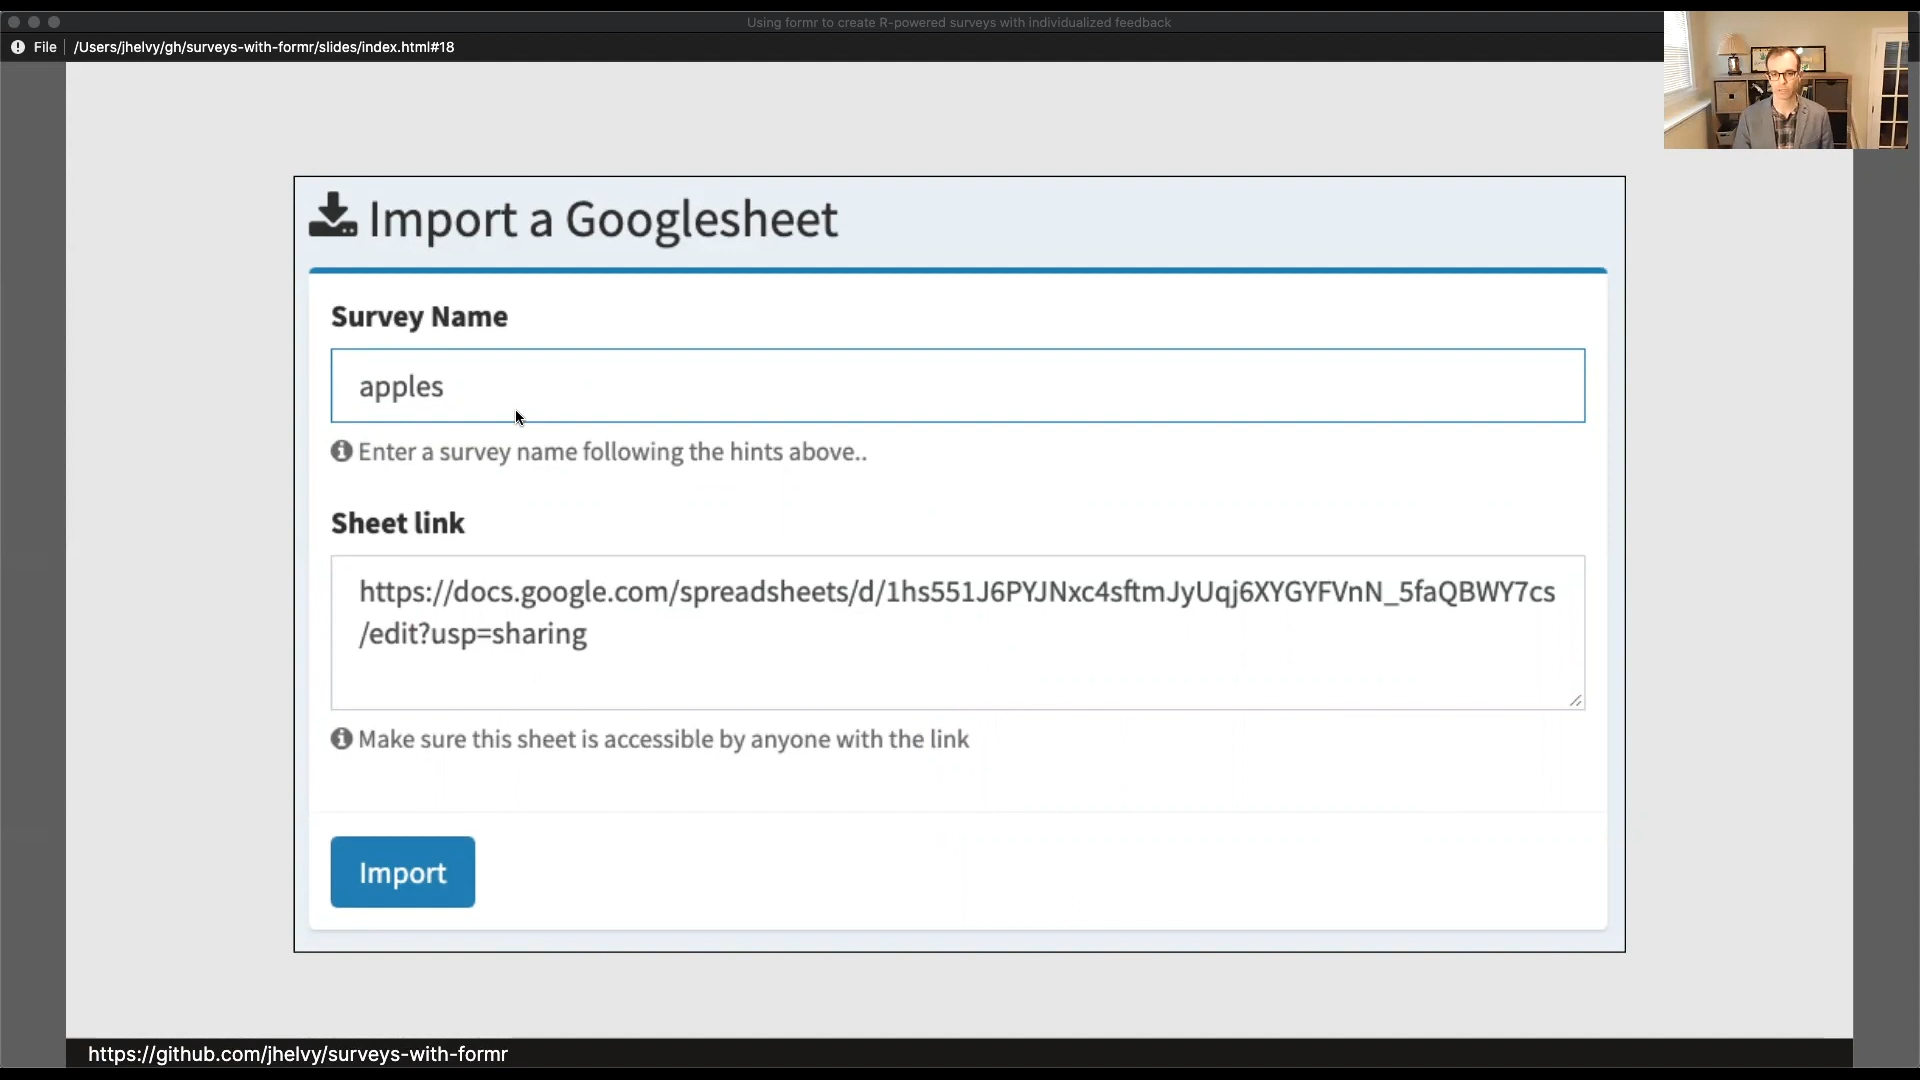 Using formr to create R-powered surveys with individualized feedback
File
/Users/jhelvy/gh/surveys-with-formr/slides/index.html#18
Import a Googlesheet
Survey Name
apples
Enter a survey name following the hints above..
Sheet link
https://docs.google.com/spreadsheets/d/1hs551J6PYJNxc4sftmJyUqj6XYGYFVnN_5faQBWY7cs
/edit?usp=sharing
Make sure this sheet is accessible by anyone with the link
Import
https://github.com/jhelvy/surveys-with-formr